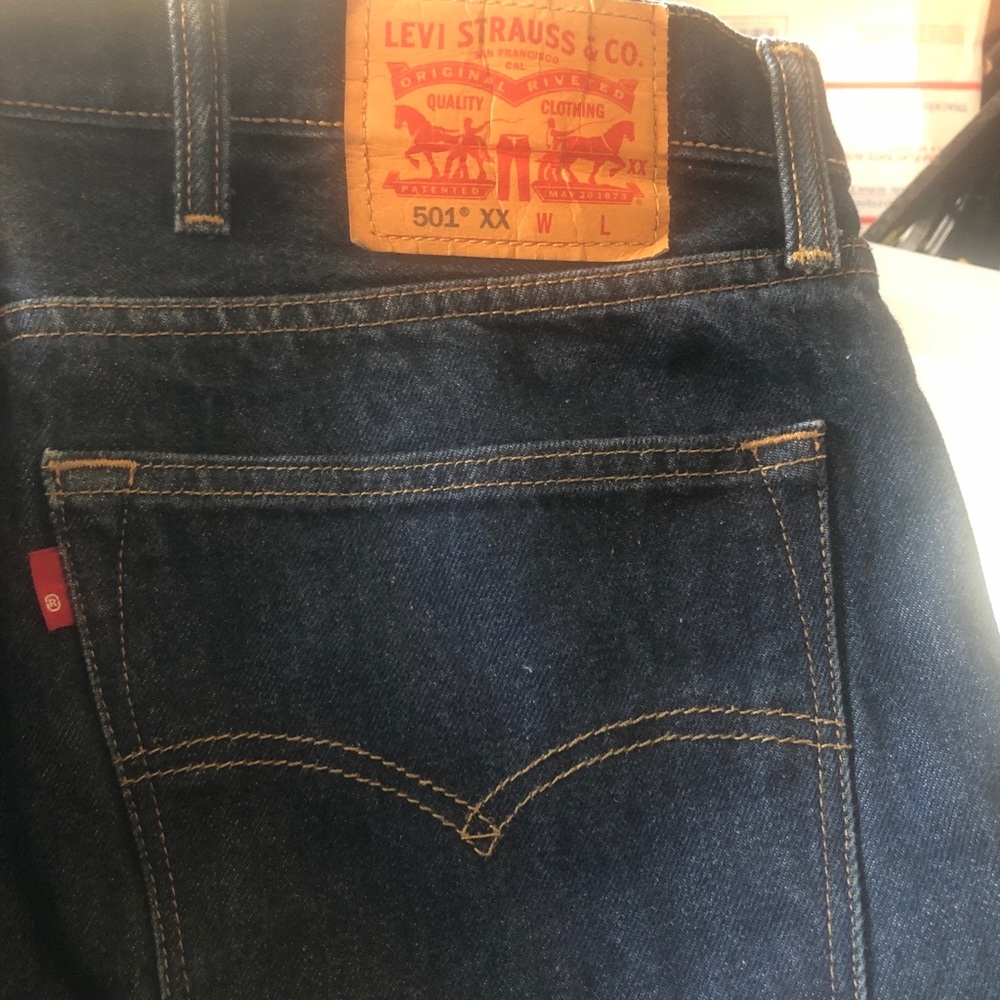 LEVI STRAUSS & CO.
SAN FRANCISCO
CAL.
ORIGINAL RIVETED
QUALITY CLOTHING
XX
PATENTED MAY 20 1873 ®
501® XX W L
®